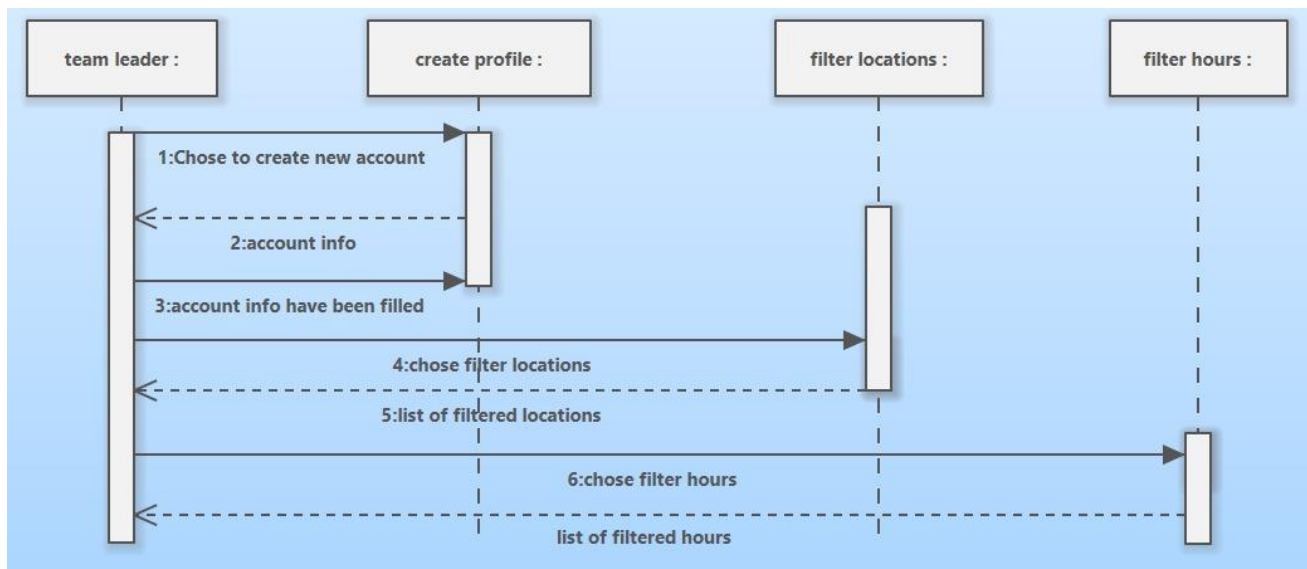 team leader :
create profile :
filter locations :
filter hours :
1:Chose to create new account
2:account info
3:account info have been filled
4:chose filter locations
5:list of filtered locations
6:chose filter hours
list of filtered hours